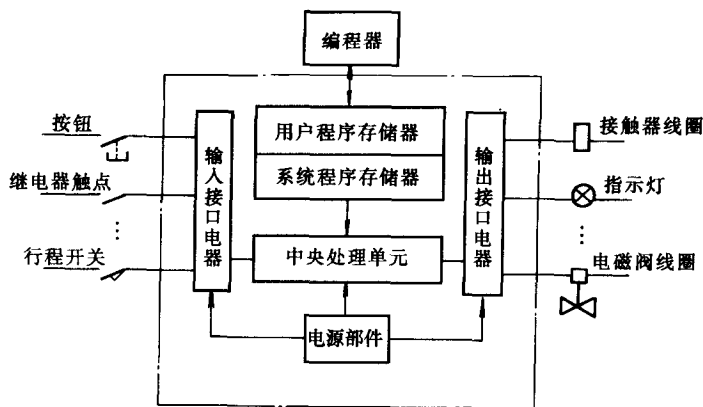 编程器
按钮
继电器触点
行程开关
输入接口电器
用户程序存储器
系统程序存储器
中央处理单元
电源部件
输出接口电器
接触器线圈
指示灯
电磁阀线圈